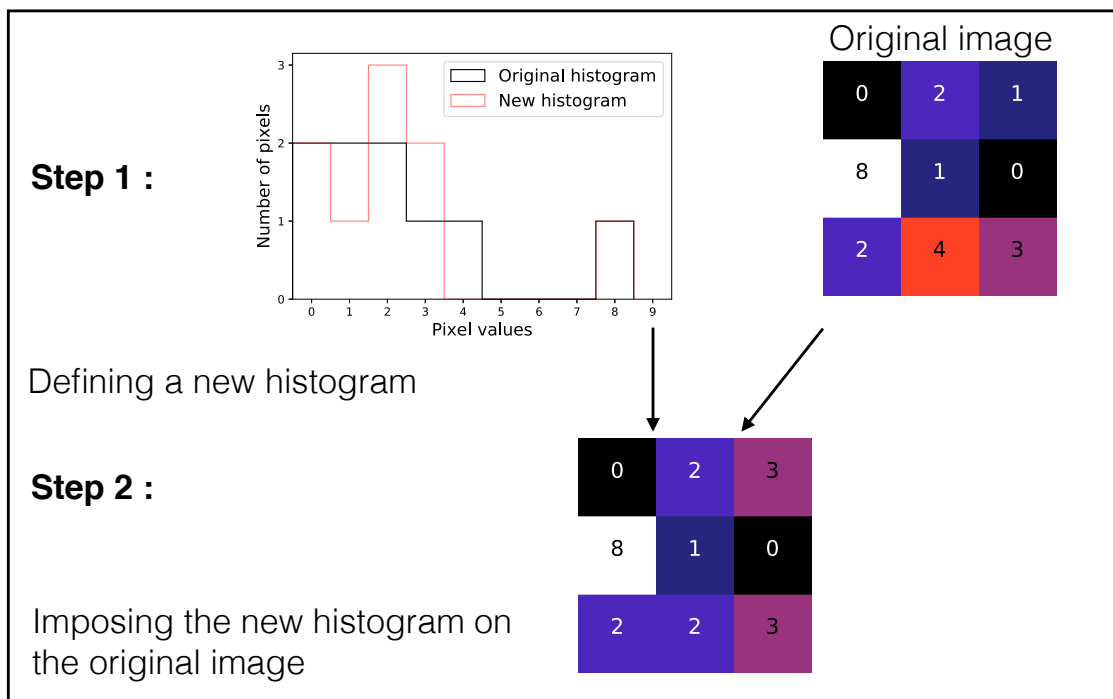 Original image
3
2
1
0
Number of pixels
Original histogram
New histogram
0 1 2 3 4 5 6 7 8 9
Pixel values
0 2 1
8 1 0
2 4 3
Step 1 :
Defining a new histogram
Step 2 :
0 2 3
8 1 0
2 2 3
Imposing the new histogram on
the original image